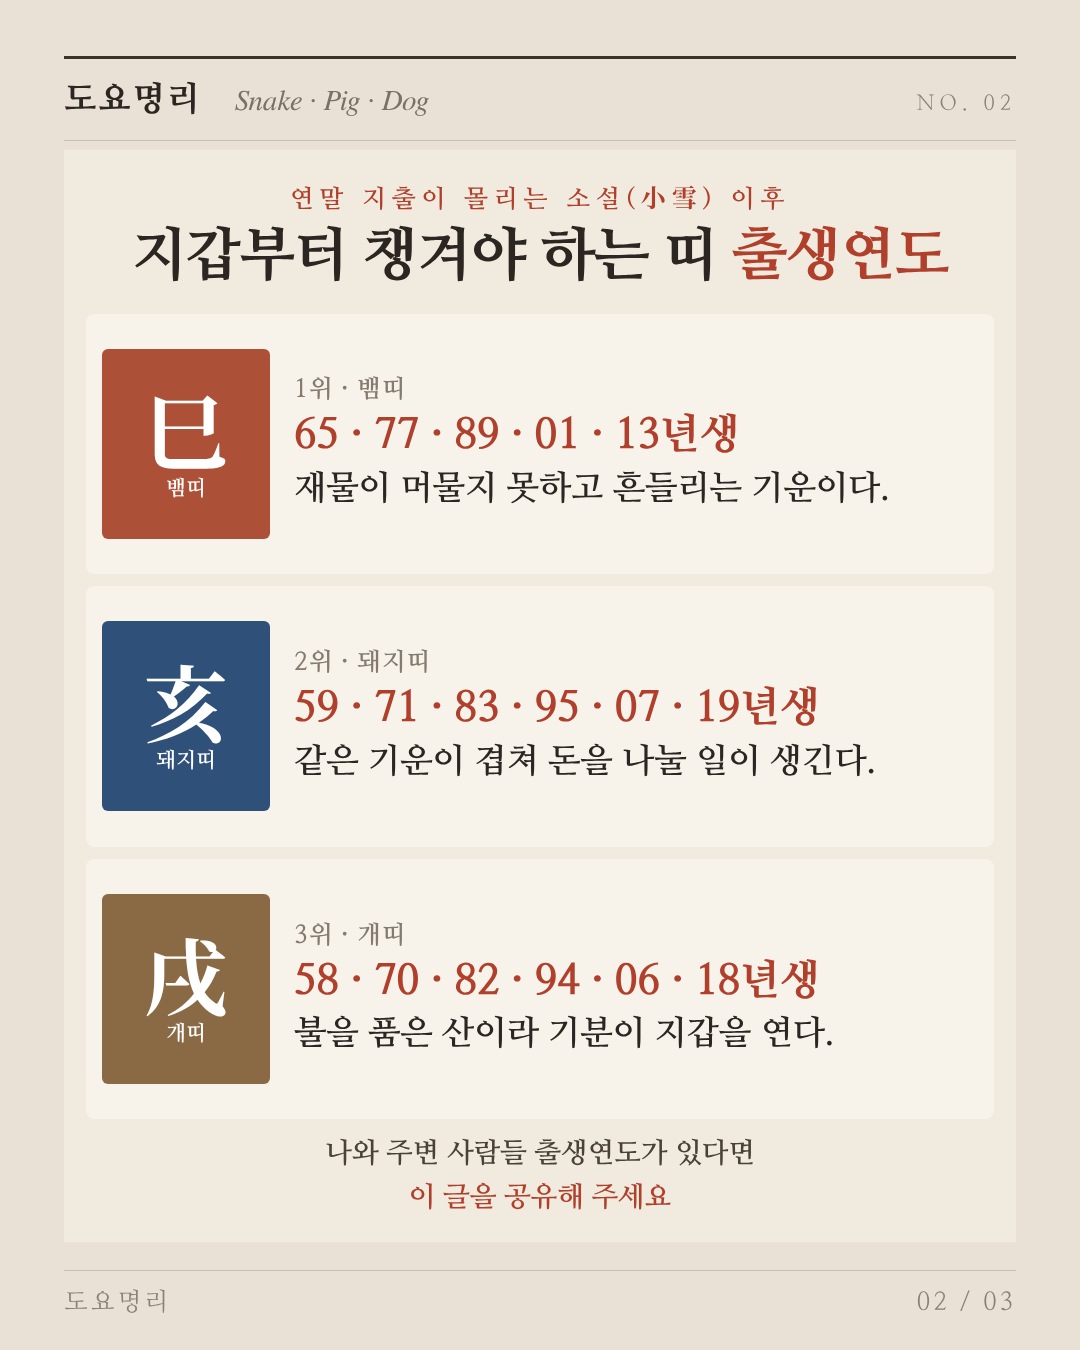 도요명리 Snake · Pig · Dog NO. 02
연말 지출이 몰리는 소설(小雪) 이후
지갑부터 챙겨야 하는 띠 출생연도
巳
뱀띠
1위 · 뱀띠
65 · 77 · 89 · 01 · 13년생
재물이 머물지 못하고 흔들리는 기운이다.
亥
돼지띠
2위 · 돼지띠
59 · 71 · 83 · 95 · 07 · 19년생
같은 기운이 겹쳐 돈을 나눌 일이 생긴다.
戌
개띠
3위 · 개띠
58 · 70 · 82 · 94 · 06 · 18년생
불을 품은 산이라 기분이 지갑을 연다.
나와 주변 사람들 출생연도가 있다면
이 글을 공유해 주세요
도요명리 02 / 03